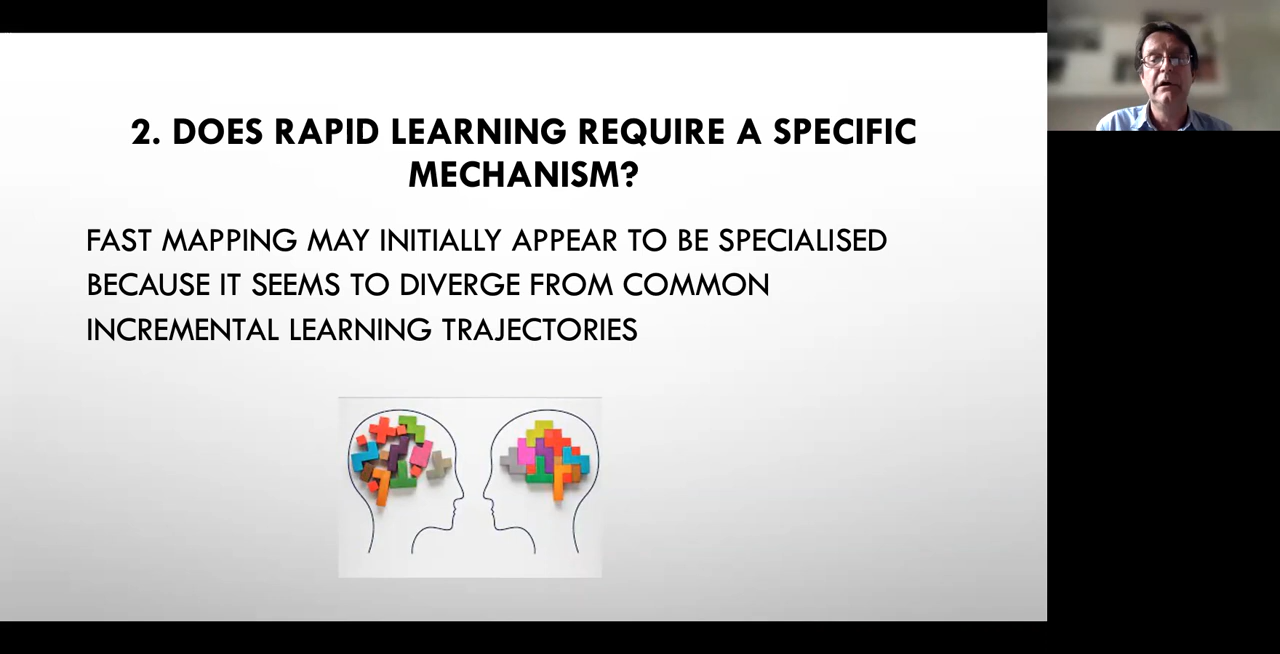 2. DOES RAPID LEARNING REQUIRE A SPECIFIC
MECHANISM?
FAST MAPPING MAY INITIALLY APPEAR TO BE SPECIALISED
BECAUSE IT SEEMS TO DIVERGE FROM COMMON
INCREMENTAL LEARNING TRAJECTORIES